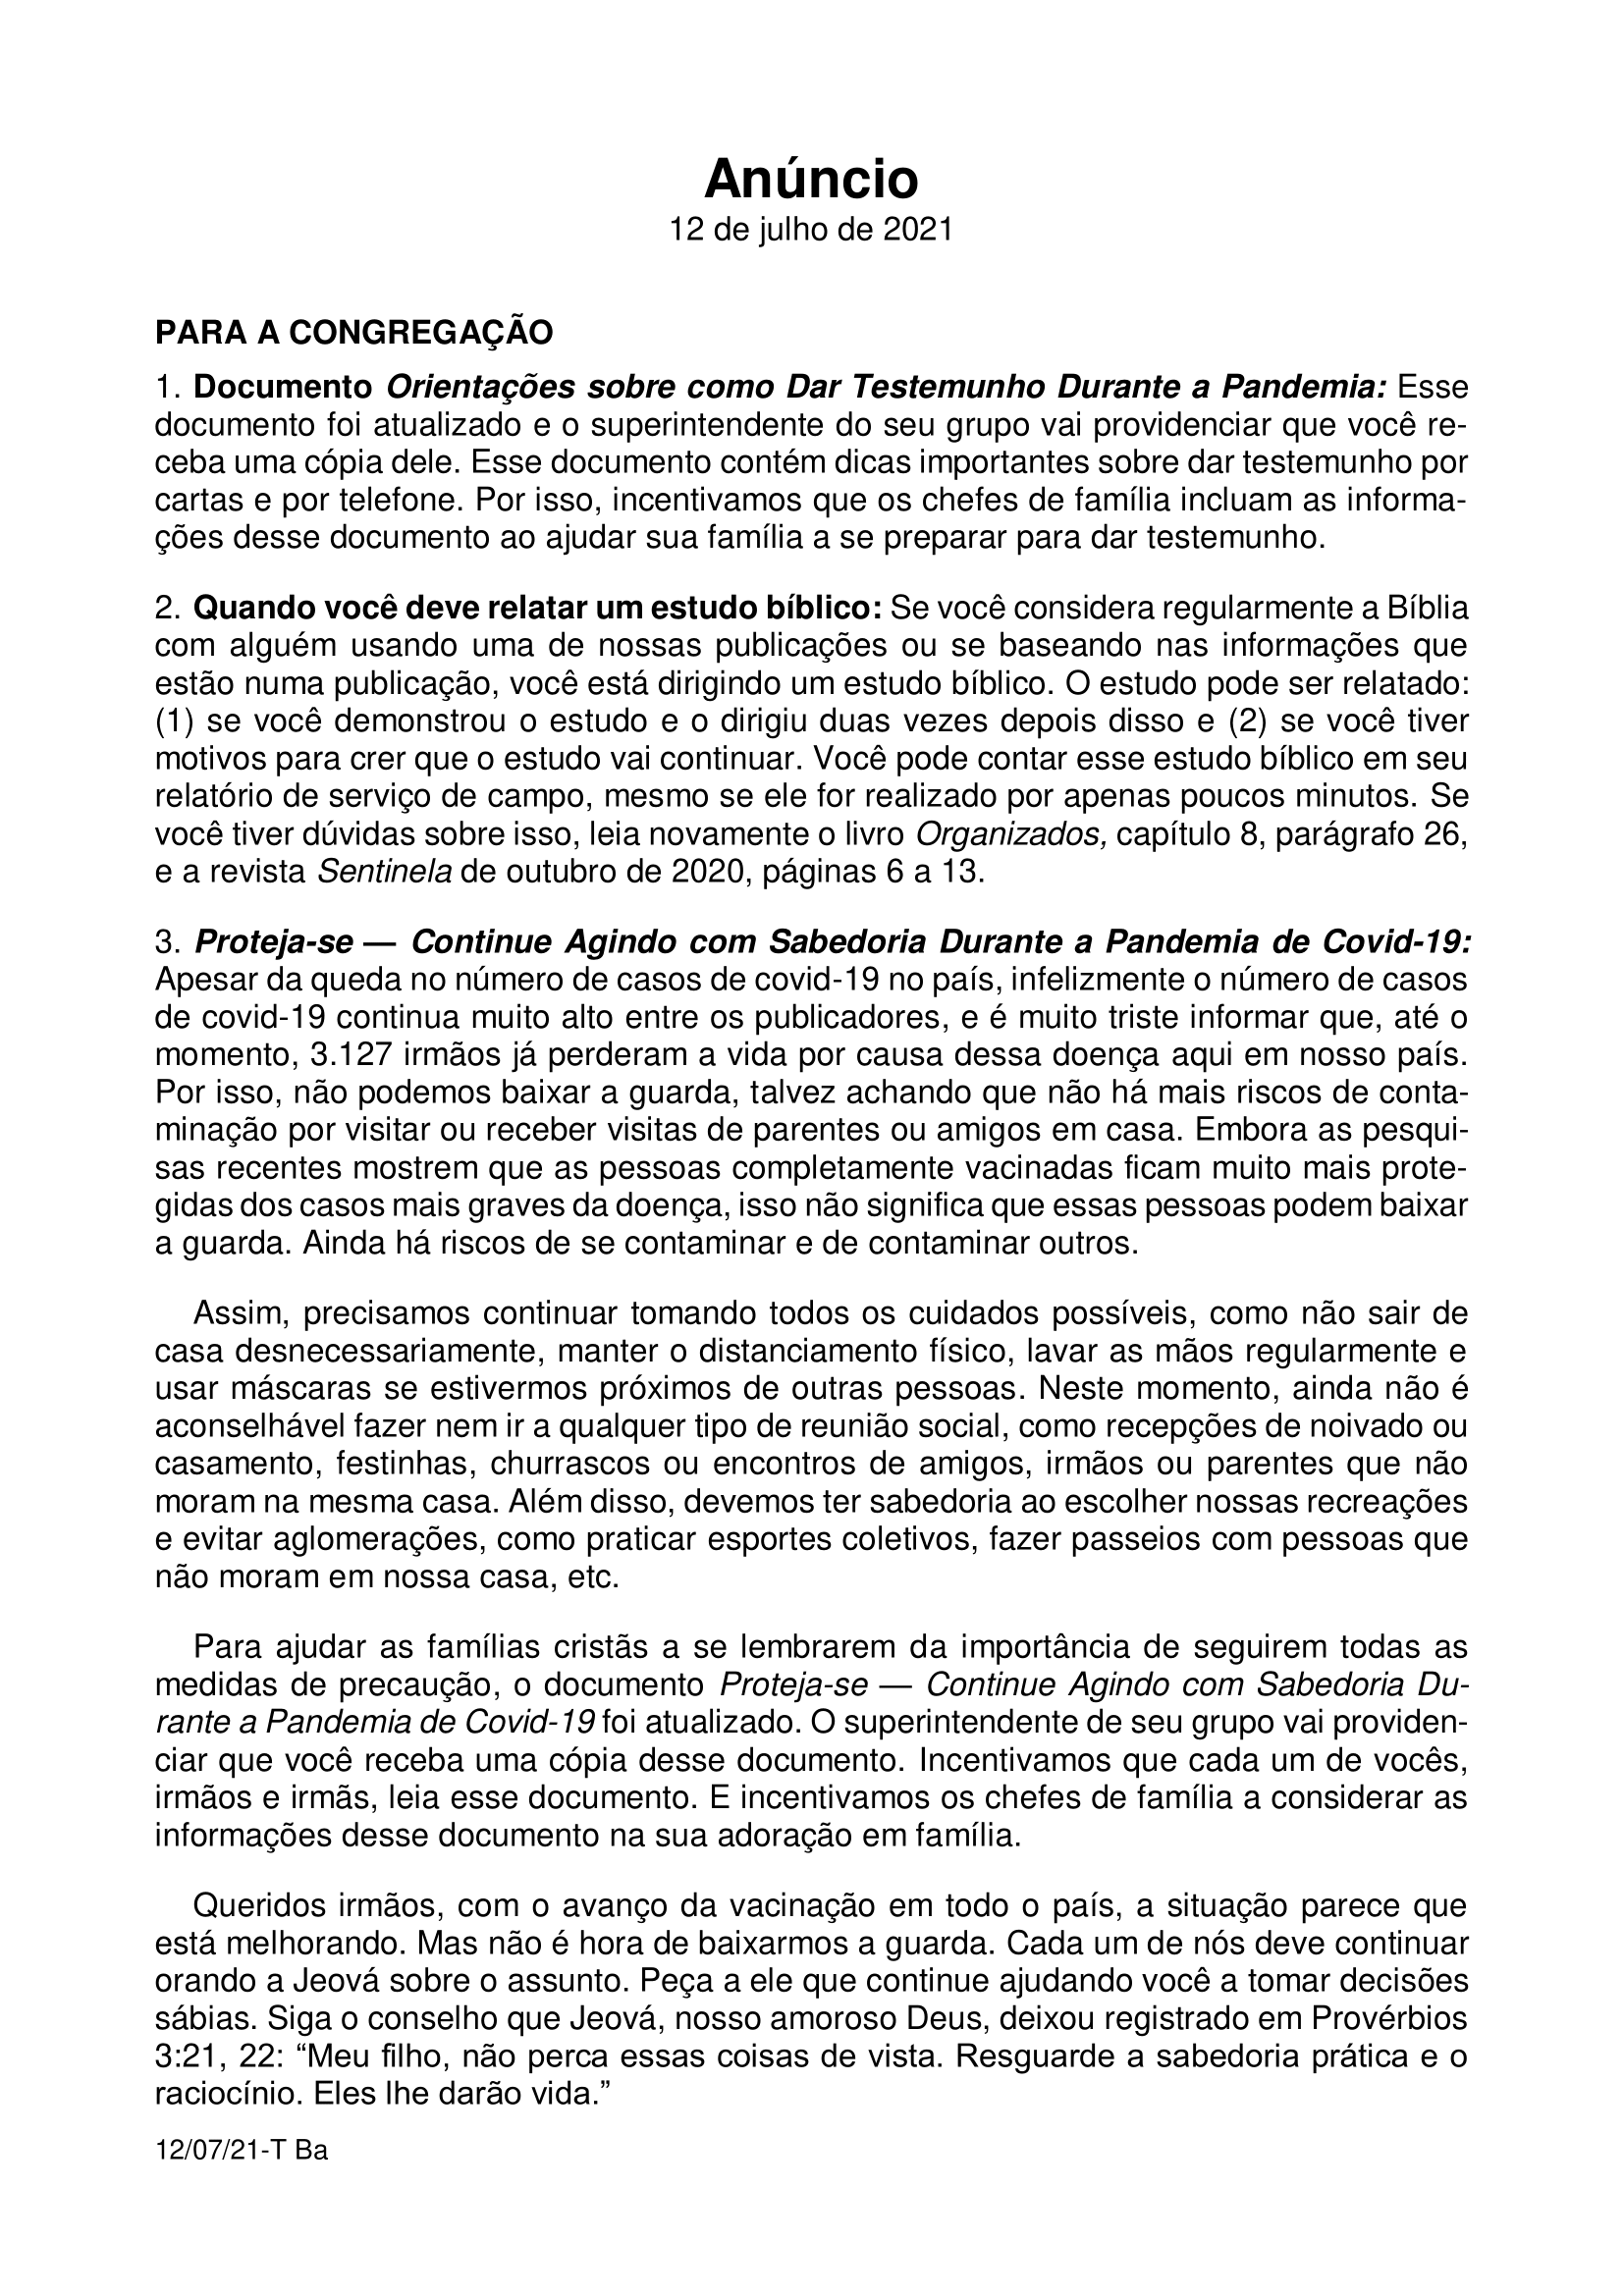 Anúncio
12 de julho de 2021
PARA A CONGREGAÇÃO
1. Documento Orientações sobre como Dar Testemunho Durante a Pandemia: Esse
documento foi atualizado e o superintendente do seu grupo vai providenciar que você re-
ceba uma cópia dele. Esse documento contém dicas importantes sobre dar testemunho por
cartas e por telefone. Por isso, incentivamos que os chefes de família incluam as informa-
ções desse documento ao ajudar sua família a se preparar para dar testemunho.
2. Quando você deve relatar um estudo bíblico: Se você considera regularmente a Bíblia
com alguém usando uma de nossas publicações ou se baseando nas informações que
estão numa publicação, você está dirigindo um estudo bíblico. O estudo pode ser relatado:
(1) se você demonstrou o estudo e o dirigiu duas vezes depois disso e (2) se você tiver
motivos para crer que o estudo vai continuar. Você pode contar esse estudo bíblico em seu
relatório de serviço de campo, mesmo se ele for realizado por apenas poucos minutos. Se
você tiver dúvidas sobre isso, leia novamente o livro Organizados, capítulo 8, parágrafo 26,
e a revista Sentinela de outubro de 2020, páginas 6 a 13.
3. Proteja-se — Continue Agindo com Sabedoria Durante a Pandemia de Covid-19:
Apesar da queda no número de casos de covid-19 no país, infelizmente o número de casos
de covid-19 continua muito alto entre os publicadores, e é muito triste informar que, até o
momento, 3.127 irmãos já perderam a vida por causa dessa doença aqui em nosso país.
Por isso, não podemos baixar a guarda, talvez achando que não há mais riscos de conta-
minação por visitar ou receber visitas de parentes ou amigos em casa. Embora as pesqui-
sas recentes mostrem que as pessoas completamente vacinadas ficam muito mais prote-
gidas dos casos mais graves da doença, isso não significa que essas pessoas podem baixar
a guarda. Ainda há riscos de se contaminar e de contaminar outros.
Assim, precisamos continuar tomando todos os cuidados possíveis, como não sair de
casa desnecessariamente, manter o distanciamento físico, lavar as mãos regularmente e
usar máscaras se estivermos próximos de outras pessoas. Neste momento, ainda não é
aconselhável fazer nem ir a qualquer tipo de reunião social, como recepções de noivado ou
casamento, festinhas, churrascos ou encontros de amigos, irmãos ou parentes que não
moram na mesma casa. Além disso, devemos ter sabedoria ao escolher nossas recreações
e evitar aglomerações, como praticar esportes coletivos, fazer passeios com pessoas que
não moram em nossa casa, etc.
Para ajudar as famílias cristãs a se lembrarem da importância de seguirem todas as
medidas de precaução, o documento Proteja-se — Continue Agindo com Sabedoria Du-
rante a Pandemia de Covid-19 foi atualizado. O superintendente de seu grupo vai providen-
ciar que você receba uma cópia desse documento. Incentivamos que cada um de vocês,
irmãos e irmãs, leia esse documento. E incentivamos os chefes de família a considerar as
informações desse documento na sua adoração em família.
Queridos irmãos, com o avanço da vacinação em todo o país, a situação parece que
está melhorando. Mas não é hora de baixarmos a guarda. Cada um de nós deve continuar
orando a Jeová sobre o assunto. Peça a ele que continue ajudando você a tomar decisões
sábias. Siga o conselho que Jeová, nosso amoroso Deus, deixou registrado em Provérbios
3:21, 22: “Meu filho, não perca essas coisas de vista. Resguarde a sabedoria prática e o
raciocínio. Eles lhe darão vida.”
12/07/21-T Ba